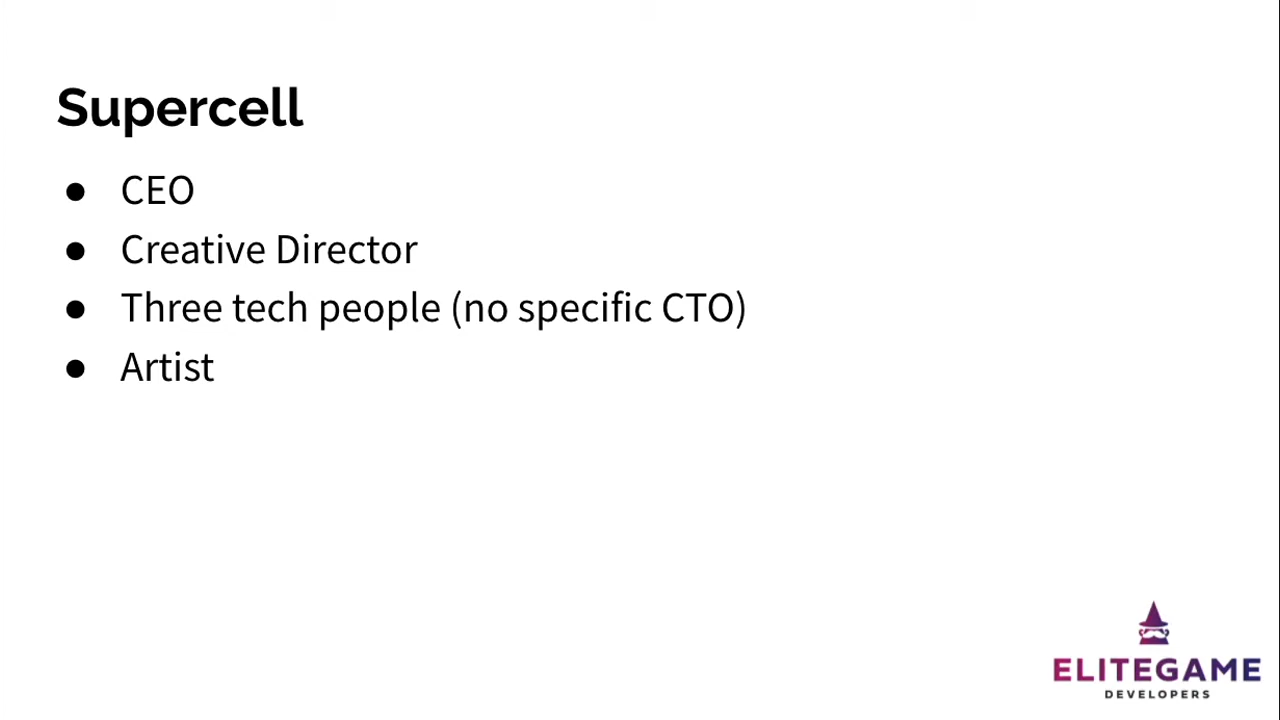 Supercell
● CEO
● Creative Director
● Three tech people (no specific CTO)
● Artist
ELITEGAME
DEVELOPERS